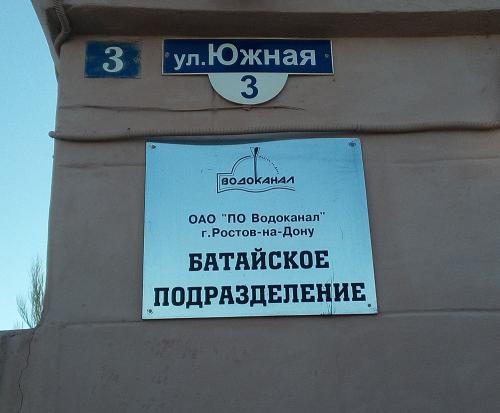 3
ул.Южная
3
ВОДОКАНАЛ
ОАО "ПО Водоканал"
г.Ростов-на-Дону
БАТАЙСКОЕ
ПОДРАЗДЕЛЕНИЕ